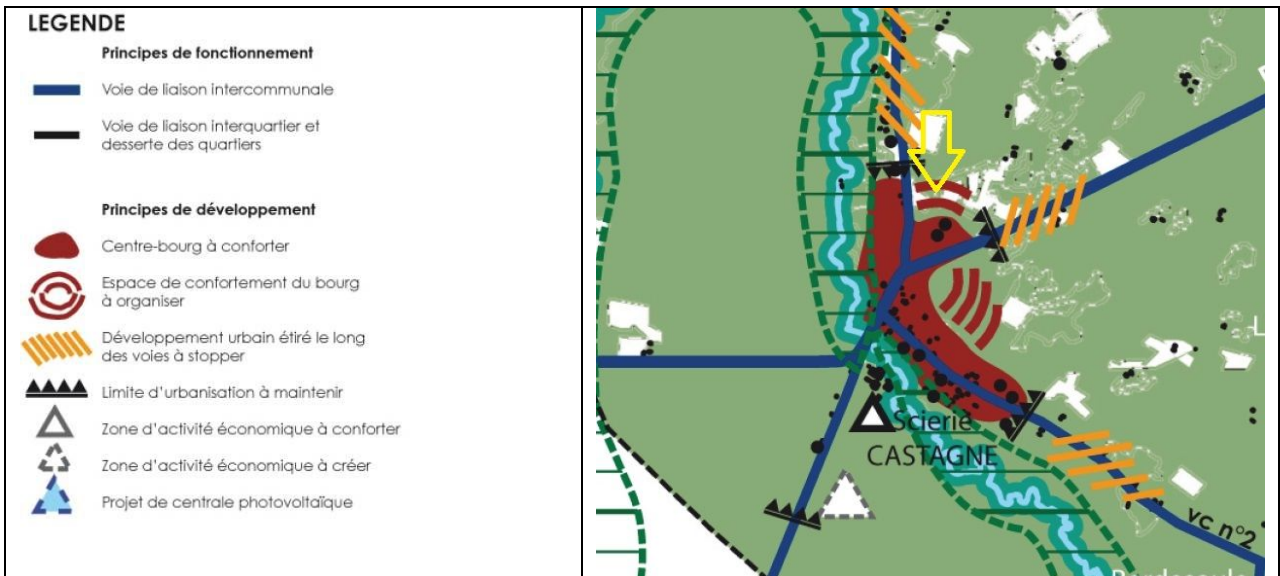 LEGENDE
Principes de fonctionnement
Voie de liaison intercommunale
Voie de liaison interquartier et
desserte des quartiers
Principes de développement
Centre-bourg à conforter
Espace de confortement du bourg
à organiser
Développement urbain étiré le long
des voies à stopper
Limite d'urbanisation à maintenir
Zone d'activité économique à conforter
Zone d'activité économique à créer
Projet de centrale photovoltaïque
L
Scierie
CASTAGNE
vc n°2